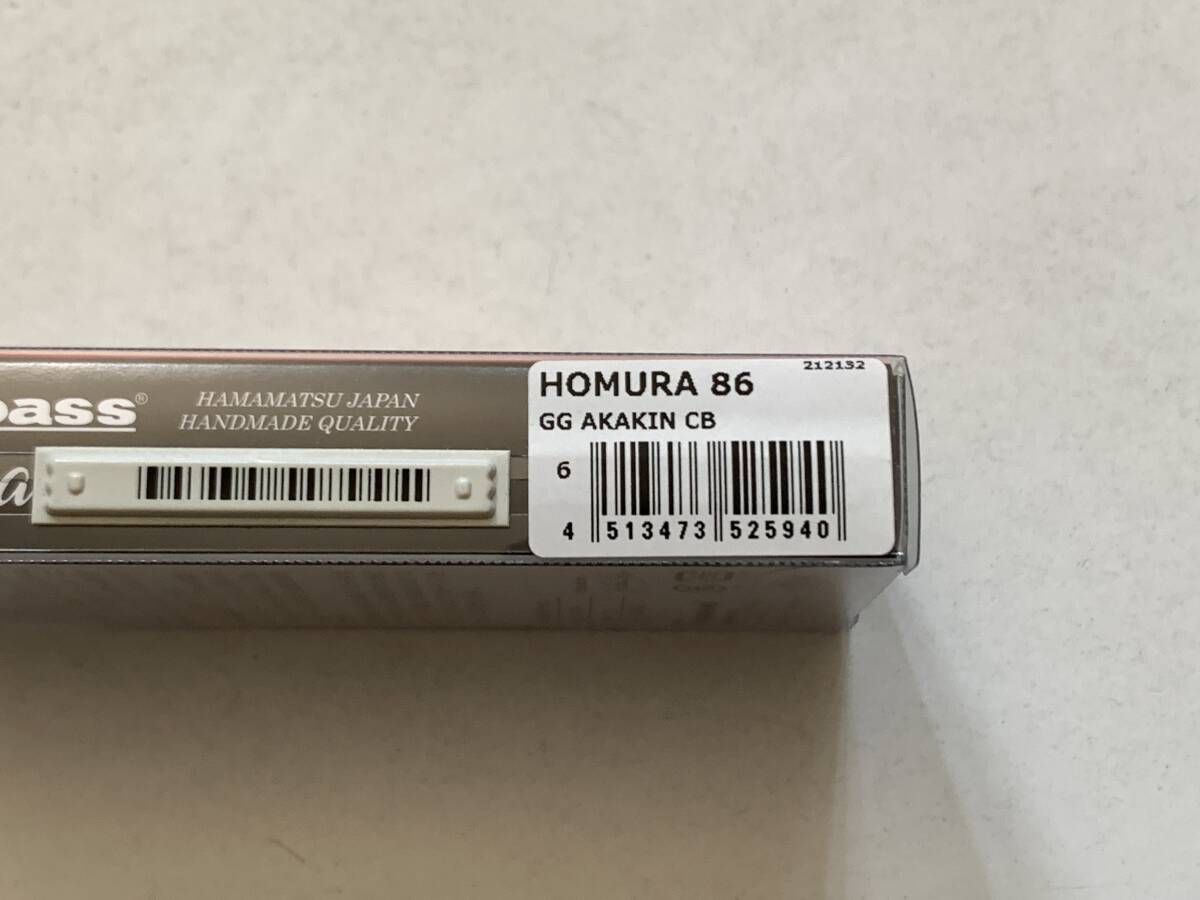 212132
HOMURA 86
GG AKAKIN CB
6
4 513473 525940
bass®
HAMAMATSU JAPAN
HANDMADE QUALITY
a